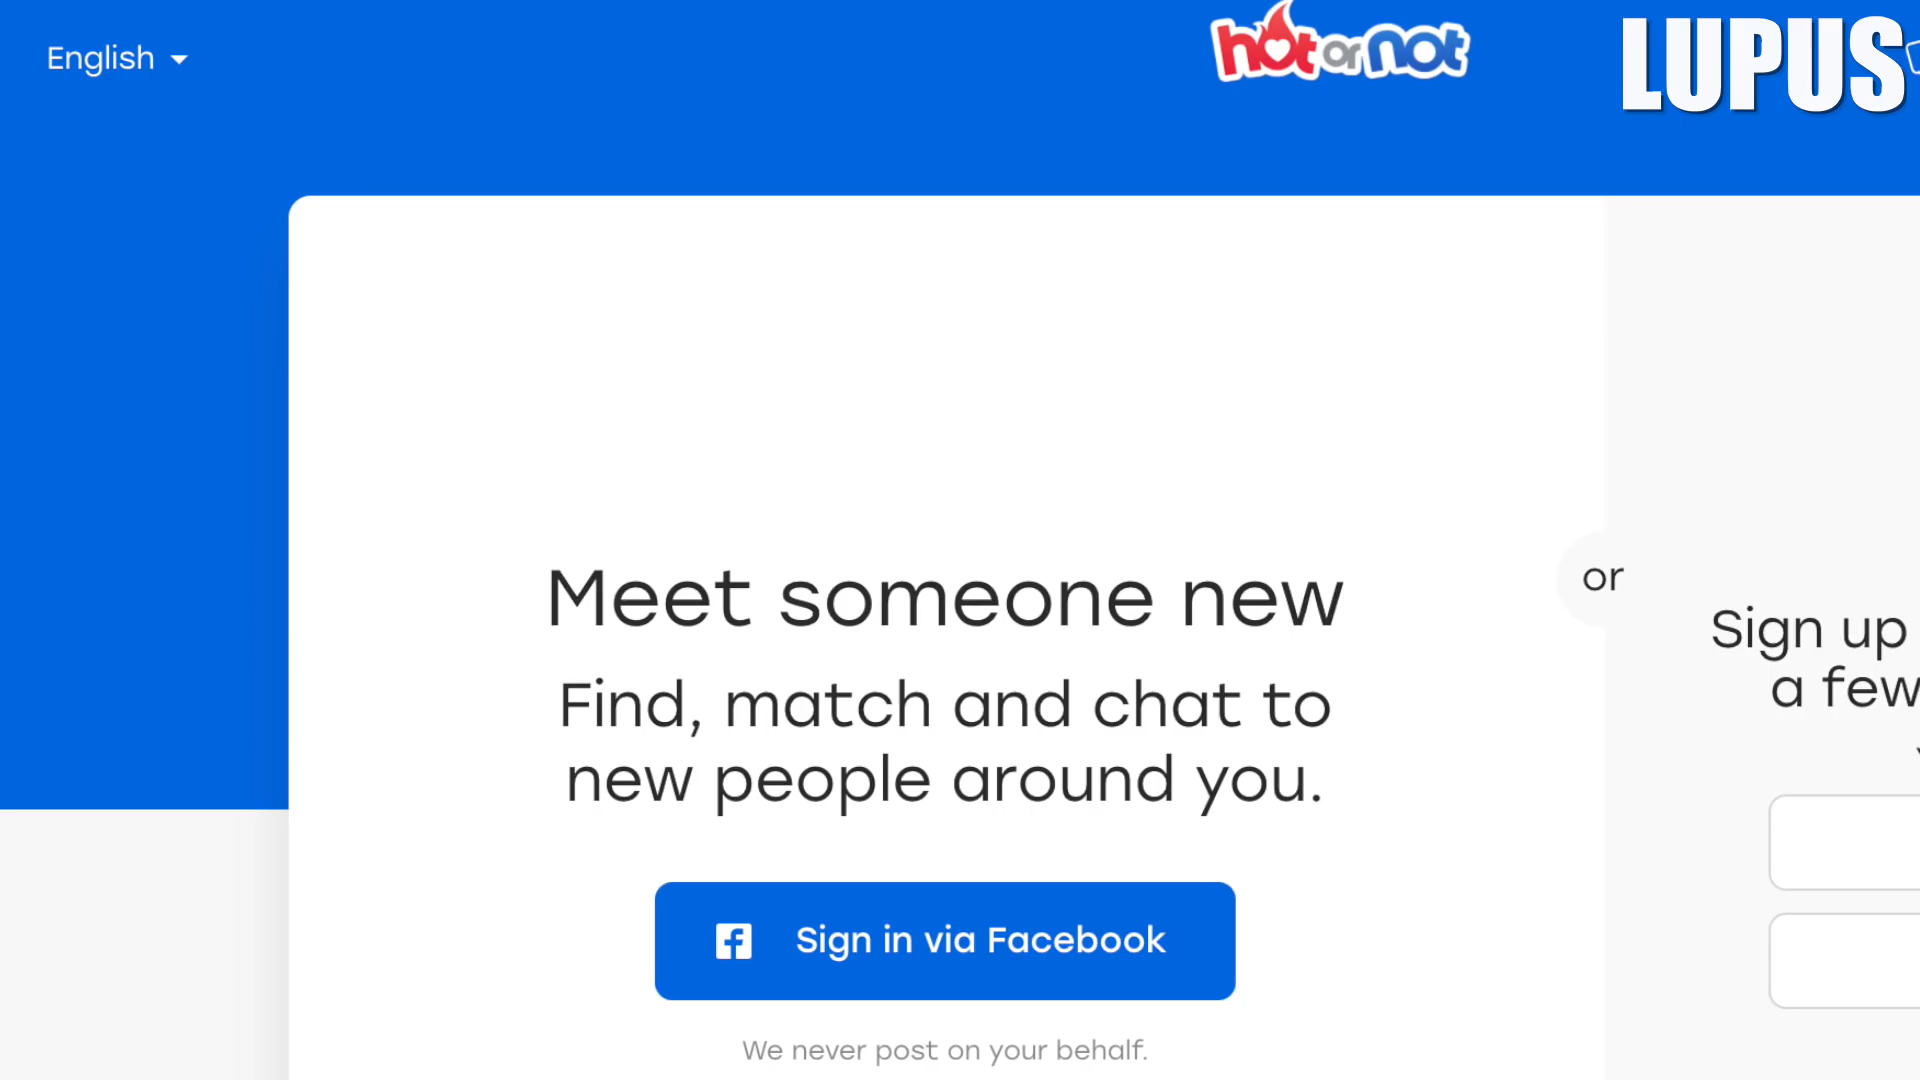 English
hot or not
LUPUS
Meet someone new
Find, match and chat to
new people around you.
Sign in via Facebook
We never post on your behalf.
or
Sign up
a few